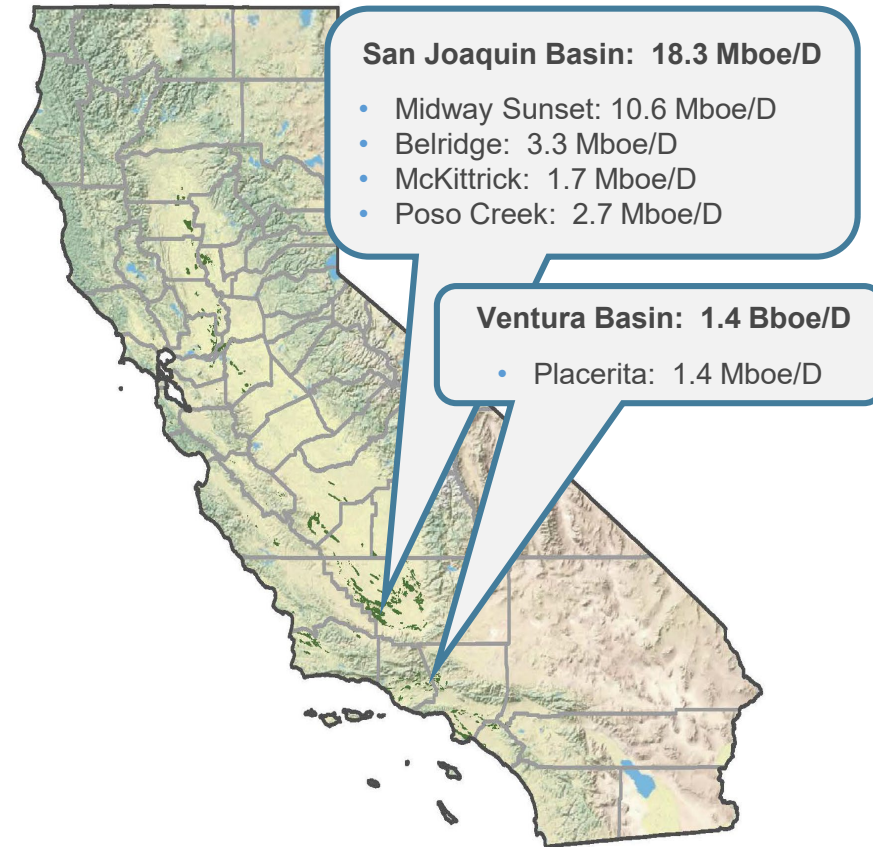 San Joaquin Basin: 18.3 Mboe/D
• Midway Sunset: 10.6 Mboe/D
• Belridge: 3.3 Mboe/D
• McKittrick: 1.7 Mboe/D
• Poso Creek: 2.7 Mboe/D
Ventura Basin: 1.4 Bboe/D
• Placerita: 1.4 Mboe/D